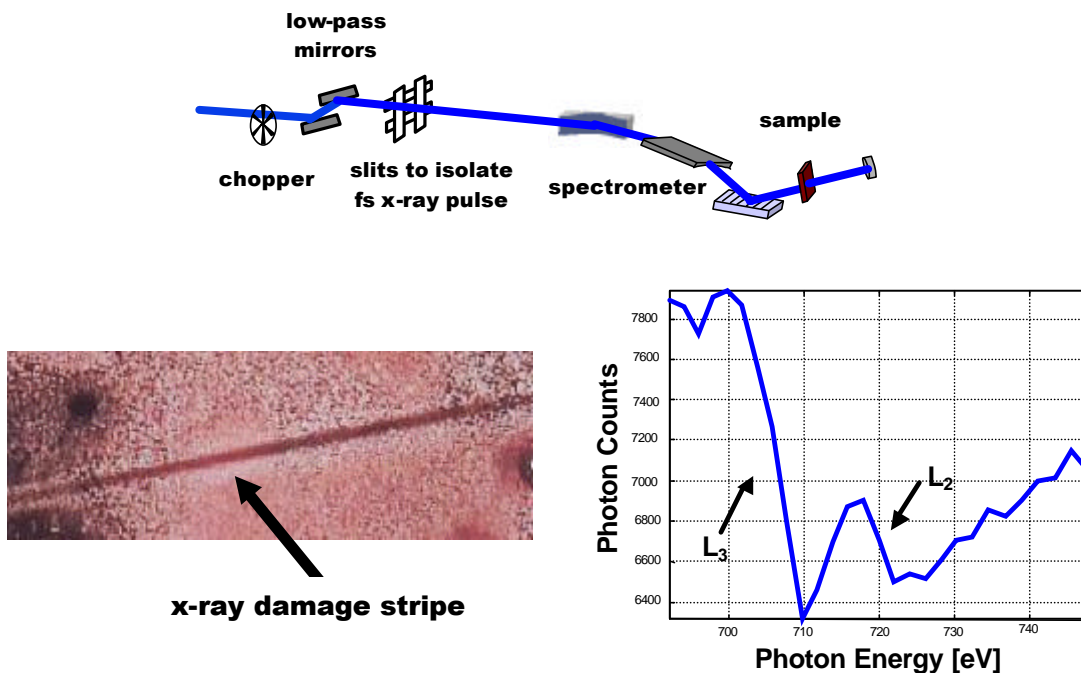 low-pass
mirrors
chopper
slits to isolate
fs x-ray pulse
spectrometer
sample
x-ray damage stripe
Photon Counts
7800
7600
7400
7200
7000
6800
6600
6400
L3
L2
700 710 720 730 740
Photon Energy [eV]